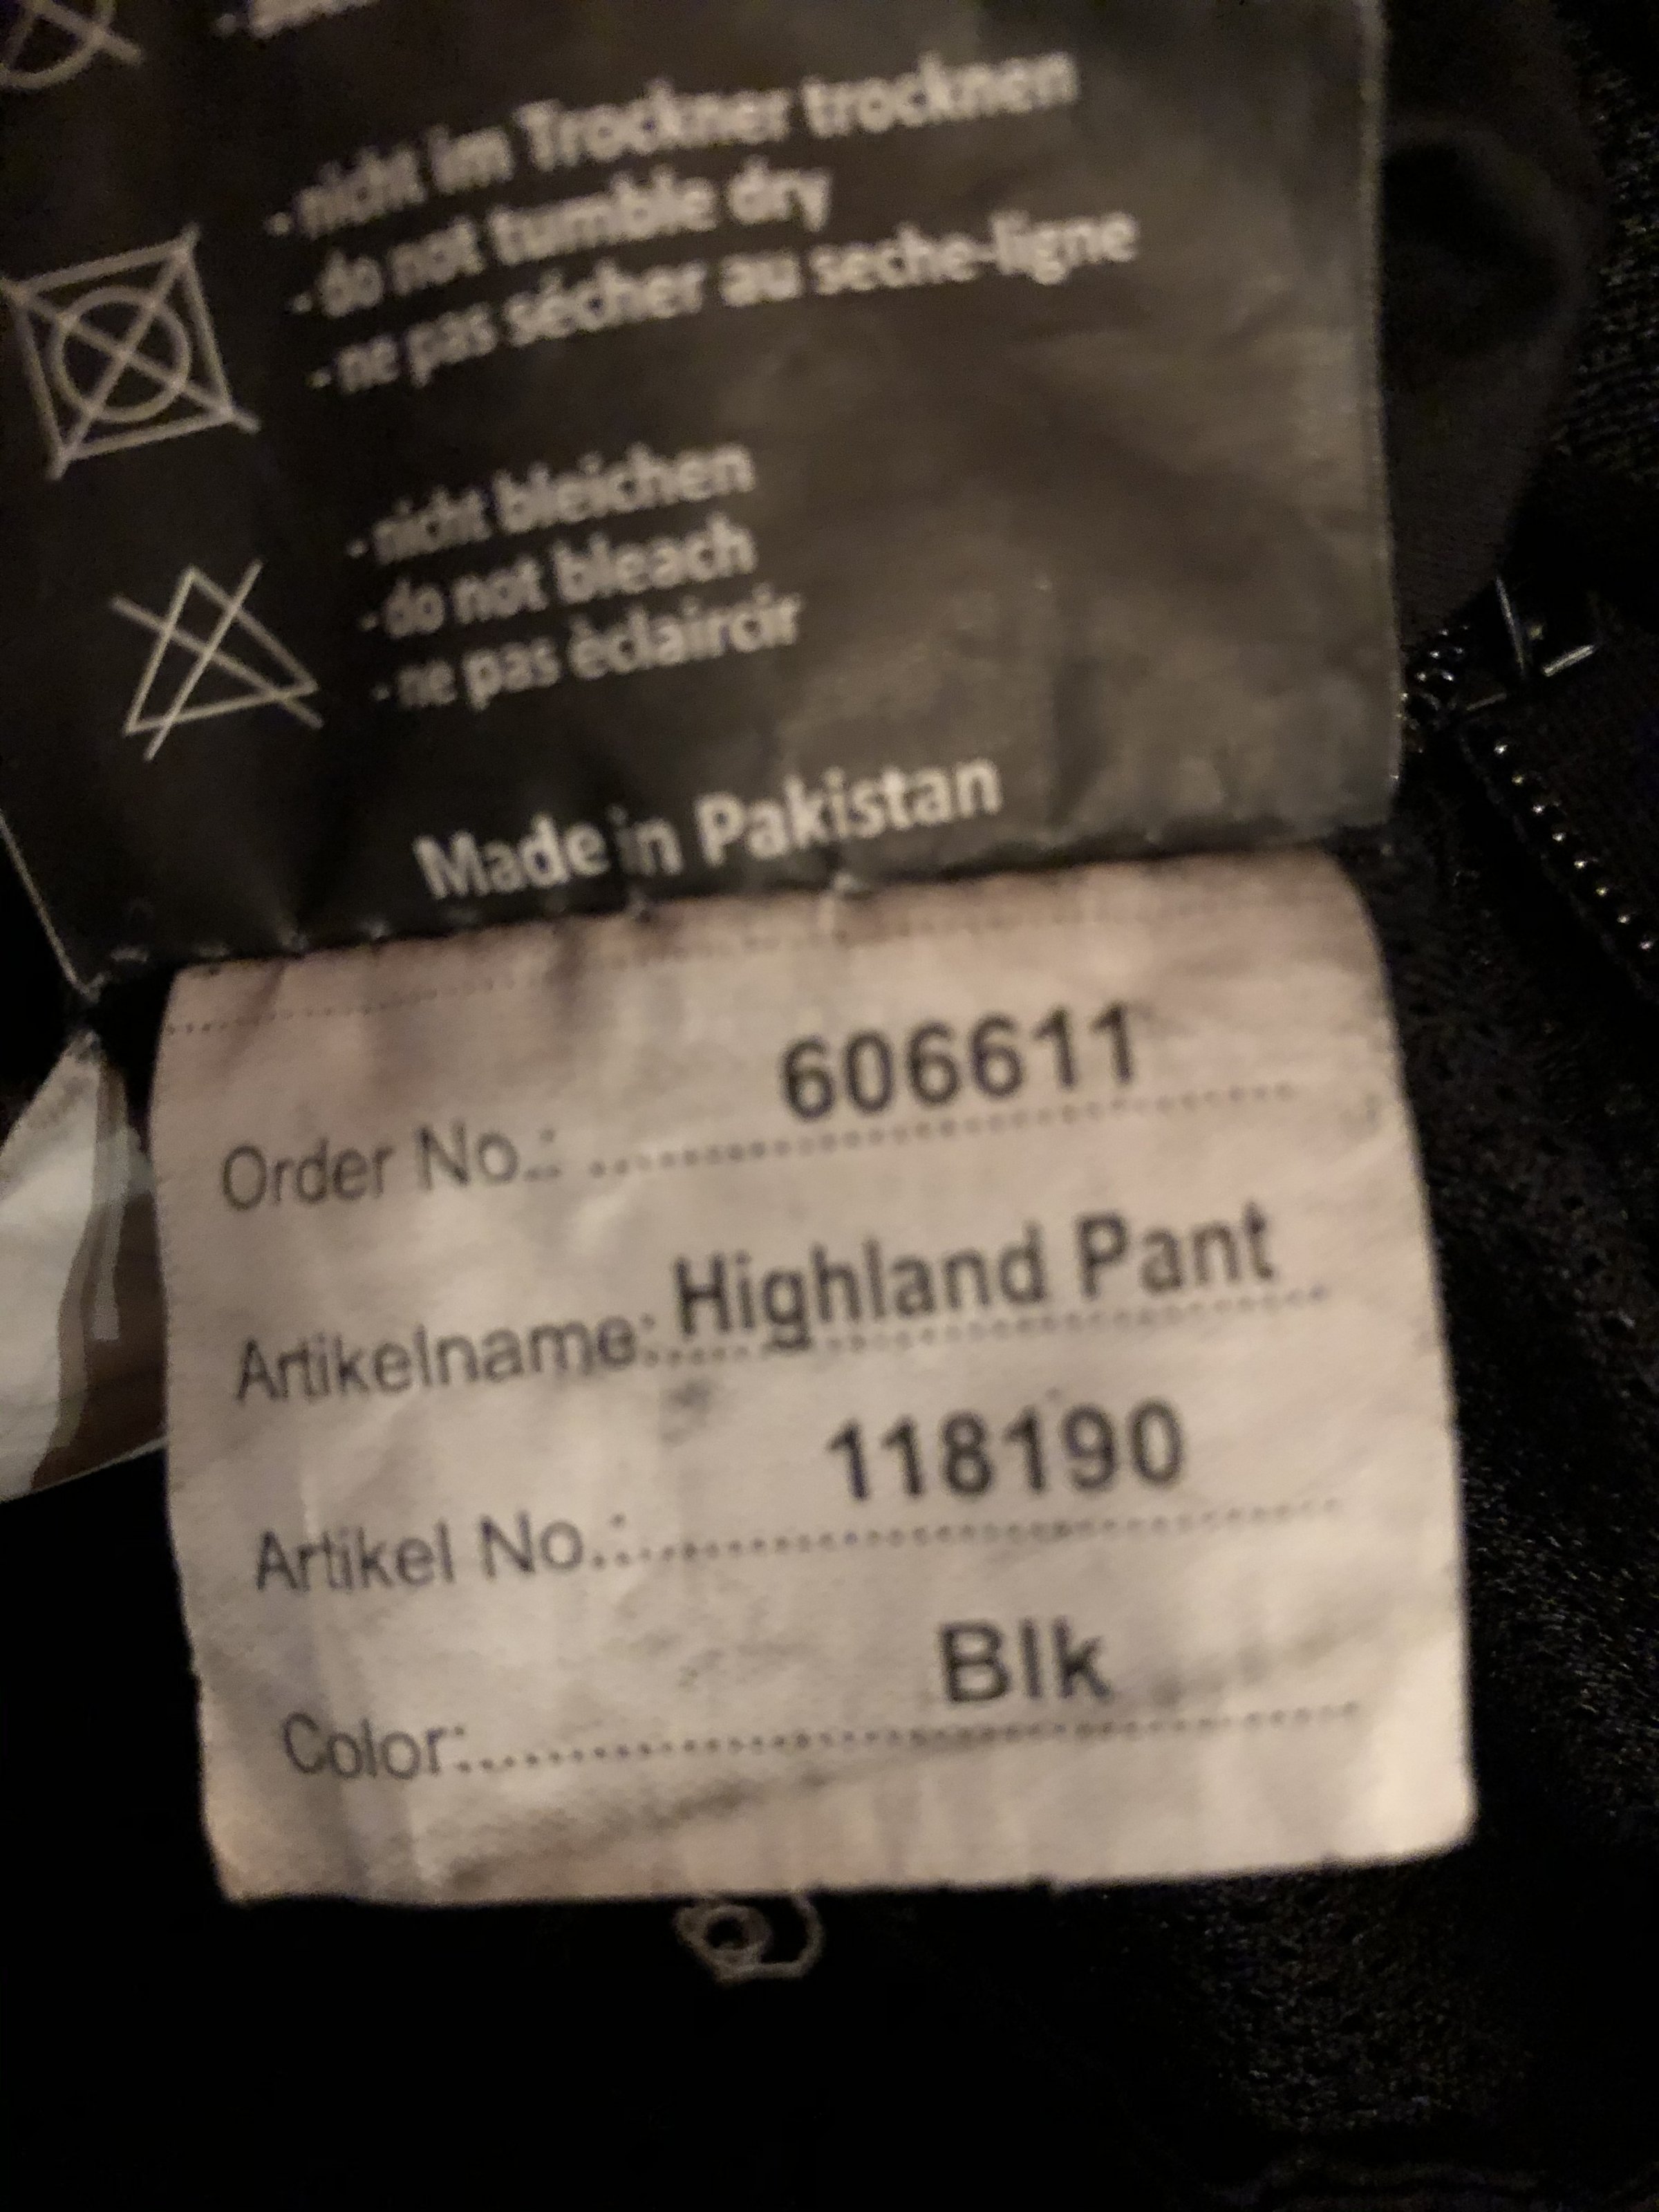 - nicht im Trockner trocknen
- do not tumble dry
- ne pas sécher au seche-ligne
- nicht bleichen
- do not bleach
- ne pas èclaircir
Made in Pakistan
Order No.: 606611
Artikelname: Highland Pant
Artikel No.: 118190
Color: Blk